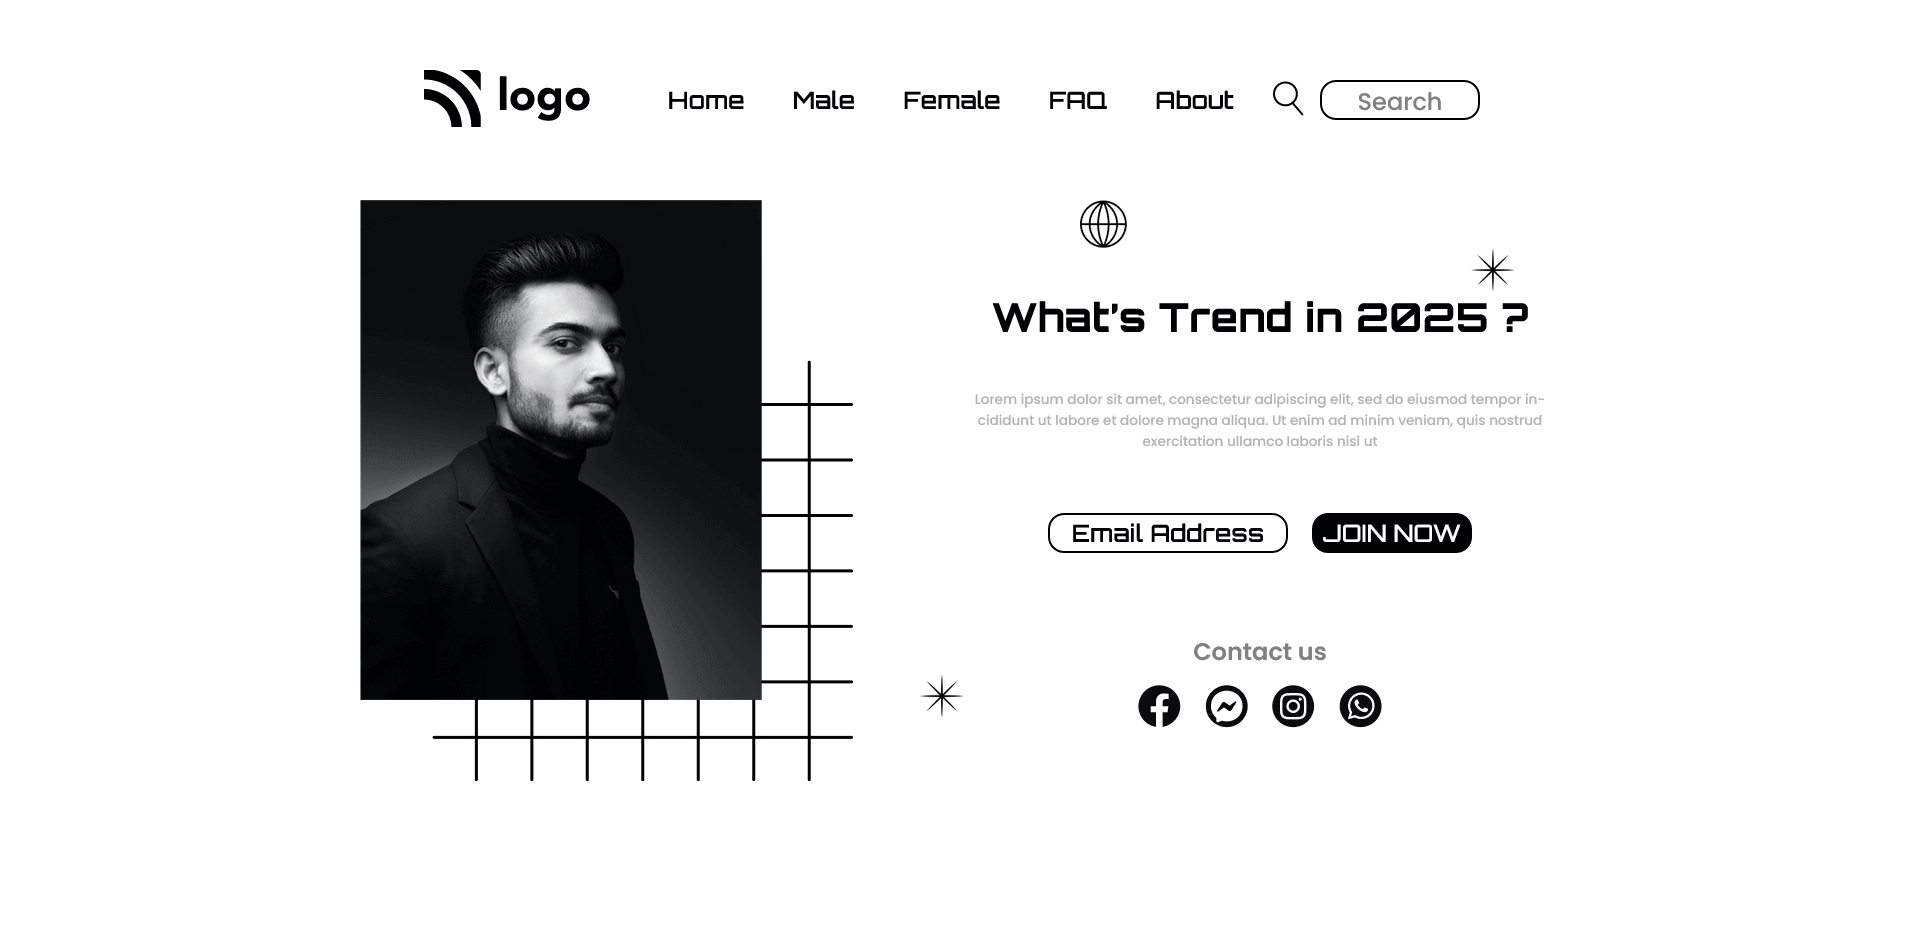 logo
Home Male Female FAQ About Search
What's Trend in 2025 ?
Lorem ipsum dolor sit amet, consectetur adipiscing elit, sed do eiusmod tempor in-
cididunt ut labore et dolore magna aliqua. Ut enim ad minim veniam, quis nostrud
exercitation ullamco laboris nisi ut
Email Address JOIN NOW
Contact us